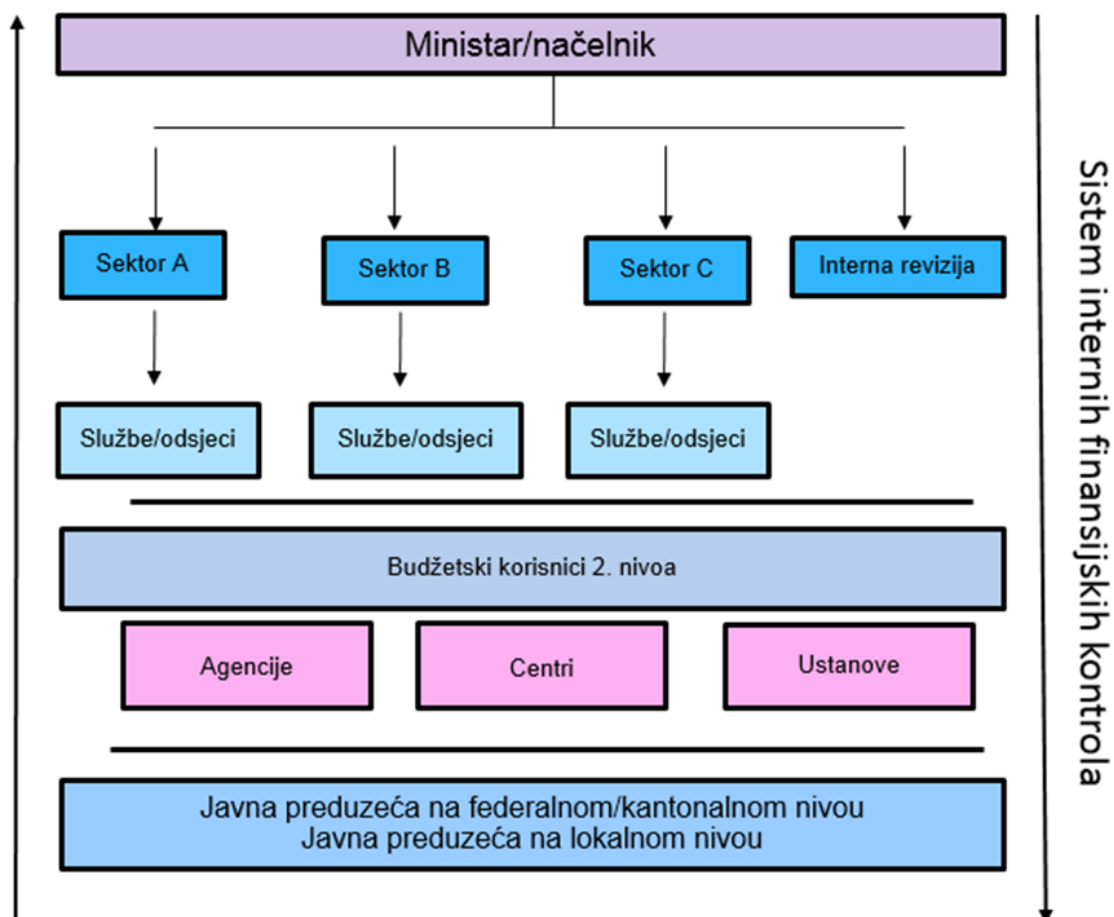 Ministar/načelnik
Sektor A
Sektor B
Sektor C
Interna revizija
Službe/odsjeci
Službe/odsjeci
Službe/odsjeci
Budžetski korisnici 2. nivoa
Agencije
Centri
Ustanove
Javna preduzeća na federalnom/kantonalnom nivou
Javna preduzeća na lokalnom nivou
Sistem internih finansijskih kontrola